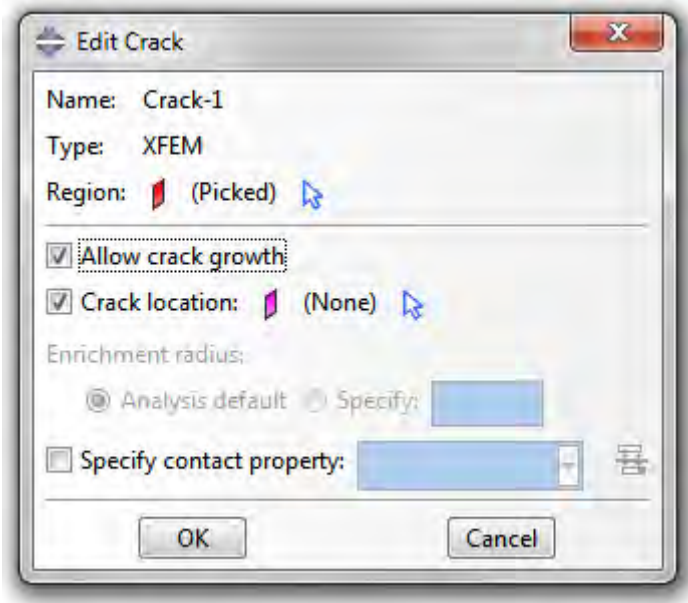 Edit Crack
Name: Crack-1
Type: XFEM
Region: (Picked)
Allow crack growth
Crack location: (None)
Enrichment radius:
Analysis default Specify:
Specify contact property:
OK Cancel